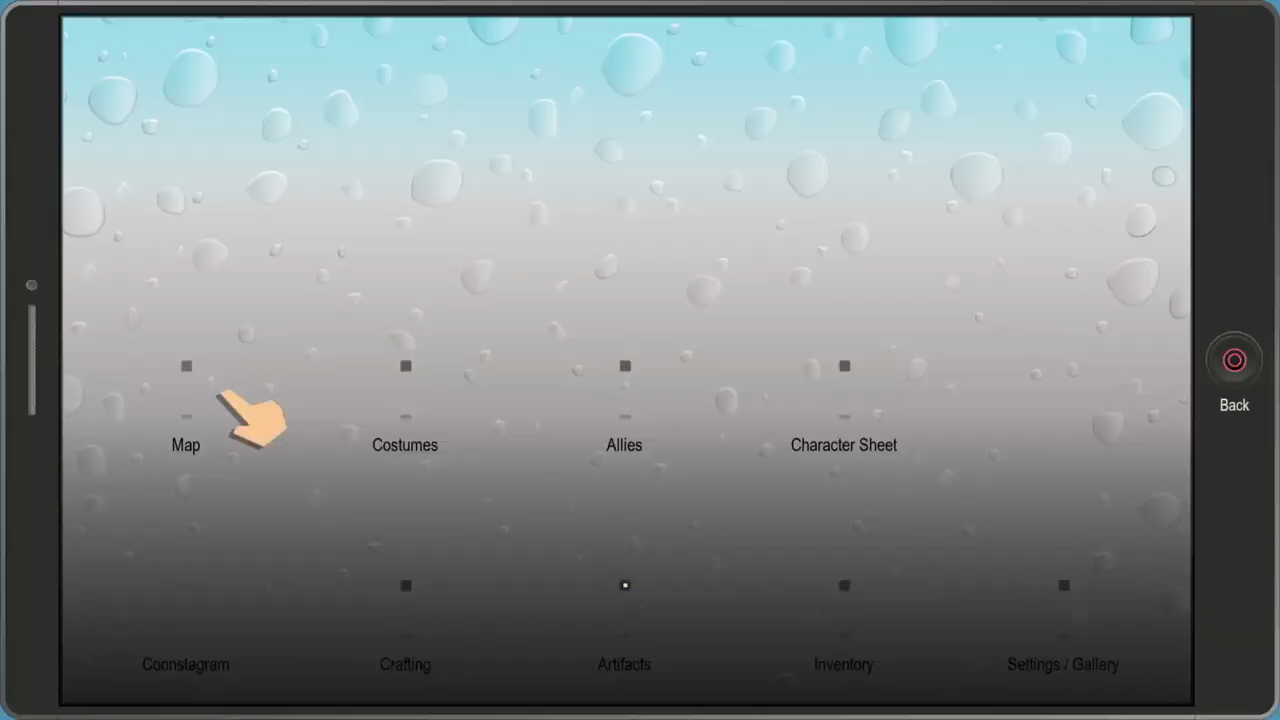 Back
Map
Costumes
Allies
Character Sheet
Coonstagram
Crafting
Artifacts
Inventory
Settings / Gallery